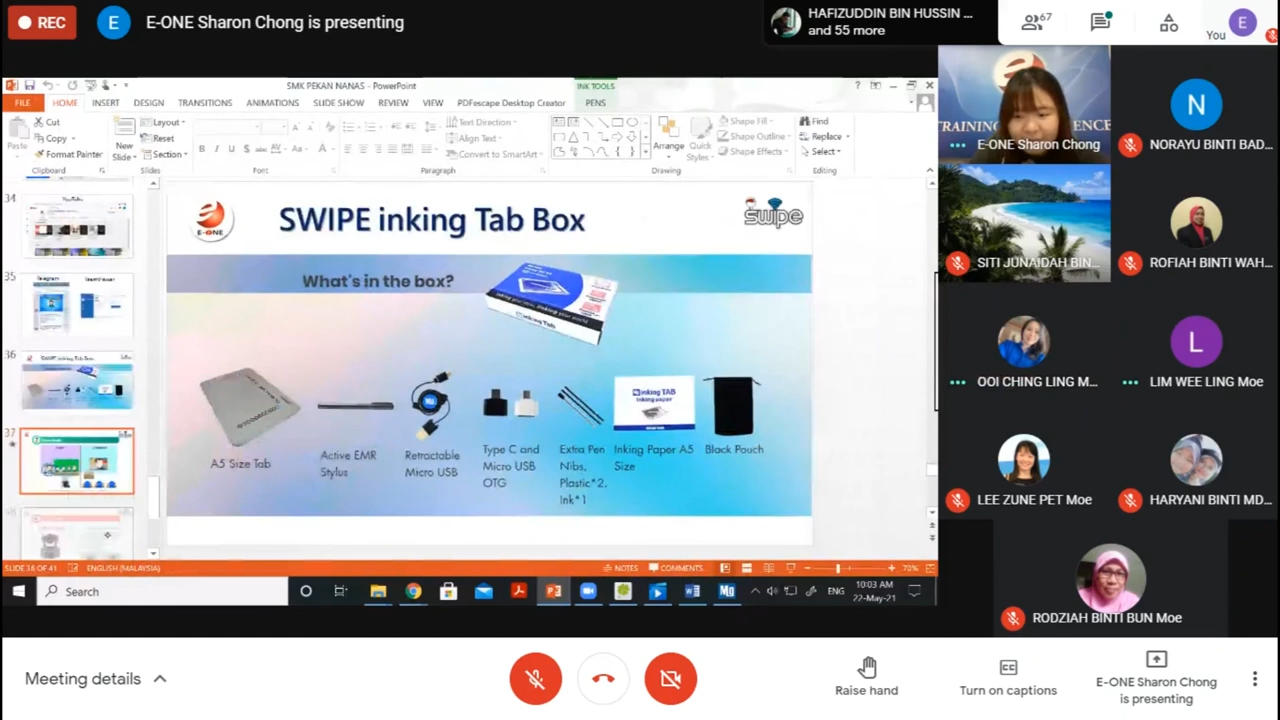 REC
E
E-ONE Sharon Chong is presenting
HAFIZUDDIN BIN HUSSIN ...
and 55 more
67
You
E
SMK PEKAN NANAS - PowerPoint
INK TOOLS
FILE
HOME
INSERT
DESIGN
TRANSITIONS
ANIMATIONS
SLIDE SHOW
REVIEW
VIEW
PDFescape Desktop Creator
PENS
Paste
Cut
Copy
Format Painter
Clipboard
New
Slide
Layout
Reset
Section
Slides
Font
Text Direction
Align Text
Convert to SmartArt
Paragraph
Arrange
Quick
Styles
Shape Fill
Shape Outline
Shape Effects
Drawing
Find
Replace
Select
Editing
34
35
36
37
E-ONE
SWIPE inking Tab Box
swipe
What's in the box?
inking TAB
inking paper
A5 Size Tab
Active EMR
Stylus
Retractable
Micro USB
Type C and
Micro USB
OTG
Extra Pen
Nibs,
Plastic*2,
Ink*1
Inking Paper A5
Size
Black Pouch
SLIDE 36 OF 41
ENGLISH (MALAYSIA)
NOTES
COMMENTS
70%
Search
ENG
10:03 AM
22-May-21
E-ONE Sharon Chong
N
NORAYU BINTI BAD...
SITI JUNAIDAH BIN...
ROFIAH BINTI WAH...
OOI CHING LING M...
L
LIM WEE LING Moe
LEE ZUNE PET Moe
HARYANI BINTI MD...
RODZIAH BINTI BUN Moe
Meeting details
Raise hand
Turn on captions
E-ONE Sharon Chong
is presenting